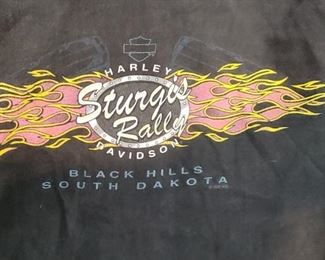 HARLEY
Sturgis
Rally
DAVIDSON
BLACK HILLS
SOUTH DAKOTA